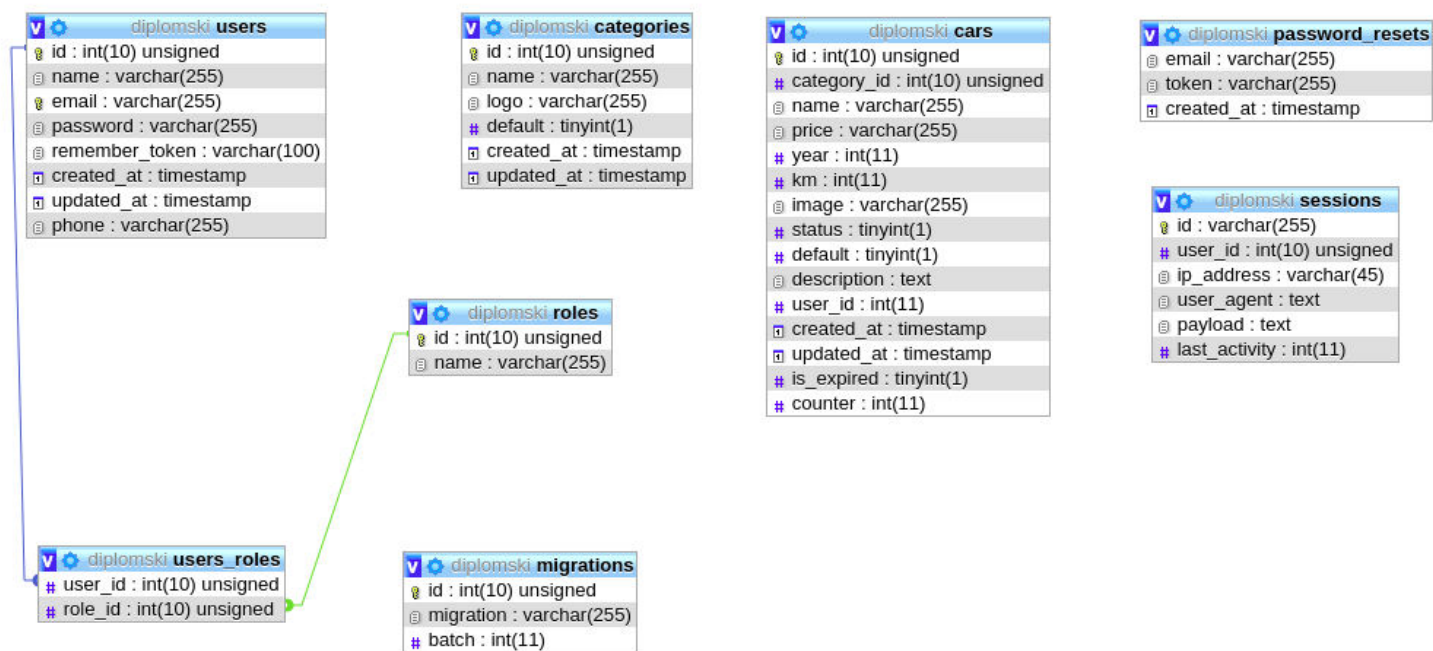 diplomski users
id : int(10) unsigned
name : varchar(255)
email : varchar(255)
password : varchar(255)
remember_token : varchar(100)
created_at : timestamp
updated_at : timestamp
phone : varchar(255)
diplomski categories
id : int(10) unsigned
name : varchar(255)
logo : varchar(255)
# default : tinyint(1)
created_at : timestamp
updated_at : timestamp
diplomski cars
id : int(10) unsigned
# category_id : int(10) unsigned
name : varchar(255)
price : varchar(255)
# year : int(11)
# km : int(11)
image : varchar(255)
# status : tinyint(1)
# default : tinyint(1)
description : text
# user_id : int(11)
created_at : timestamp
updated_at : timestamp
# is_expired : tinyint(1)
# counter : int(11)
diplomski password_resets
email : varchar(255)
token : varchar(255)
created_at : timestamp
diplomski sessions
id : varchar(255)
# user_id : int(10) unsigned
ip_address : varchar(45)
user_agent : text
payload : text
# last_activity : int(11)
diplomski roles
id : int(10) unsigned
name : varchar(255)
diplomski users_roles
# user_id : int(10) unsigned
# role_id : int(10) unsigned
diplomski migrations
id : int(10) unsigned
migration : varchar(255)
# batch : int(11)